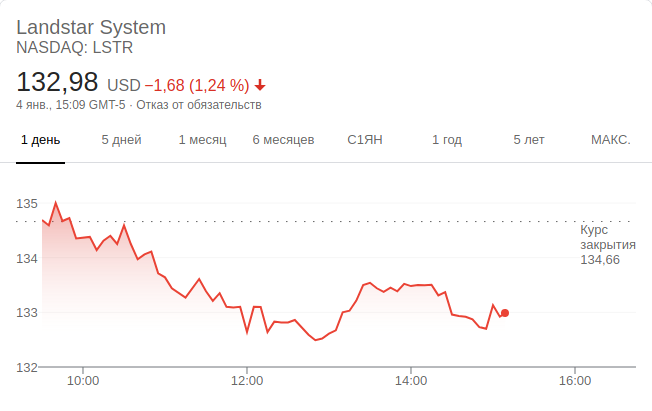 Landstar System
NASDAQ: LSTR
132,98 USD −1,68 (1,24 %)
4 янв., 15:09 GMT-5 · Отказ от обязательств
1 день 5 дней 1 месяц 6 месяцев С1ЯН 1 год 5 лет МАКС.
135
134
133
132
Курс
закрытия
134,66
10:00 12:00 14:00 16:00